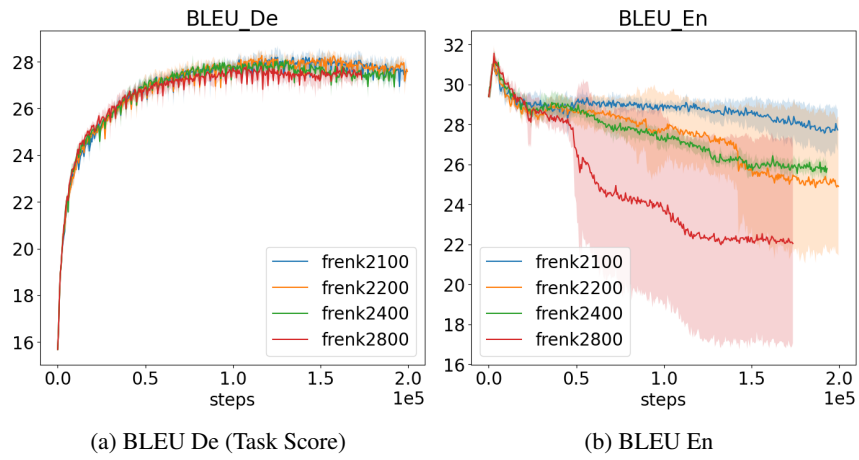 BLEU_De
28
26
24
22
20
18
16
0.0
0.5
1.0
1.5
2.0
1e5
steps
frenk2100
frenk2200
frenk2400
frenk2800
(a) BLEU De (Task Score)
BLEU_En
32
30
28
26
24
22
20
18
16
0.0
0.5
1.0
1.5
2.0
1e5
steps
frenk2100
frenk2200
frenk2400
frenk2800
(b) BLEU En